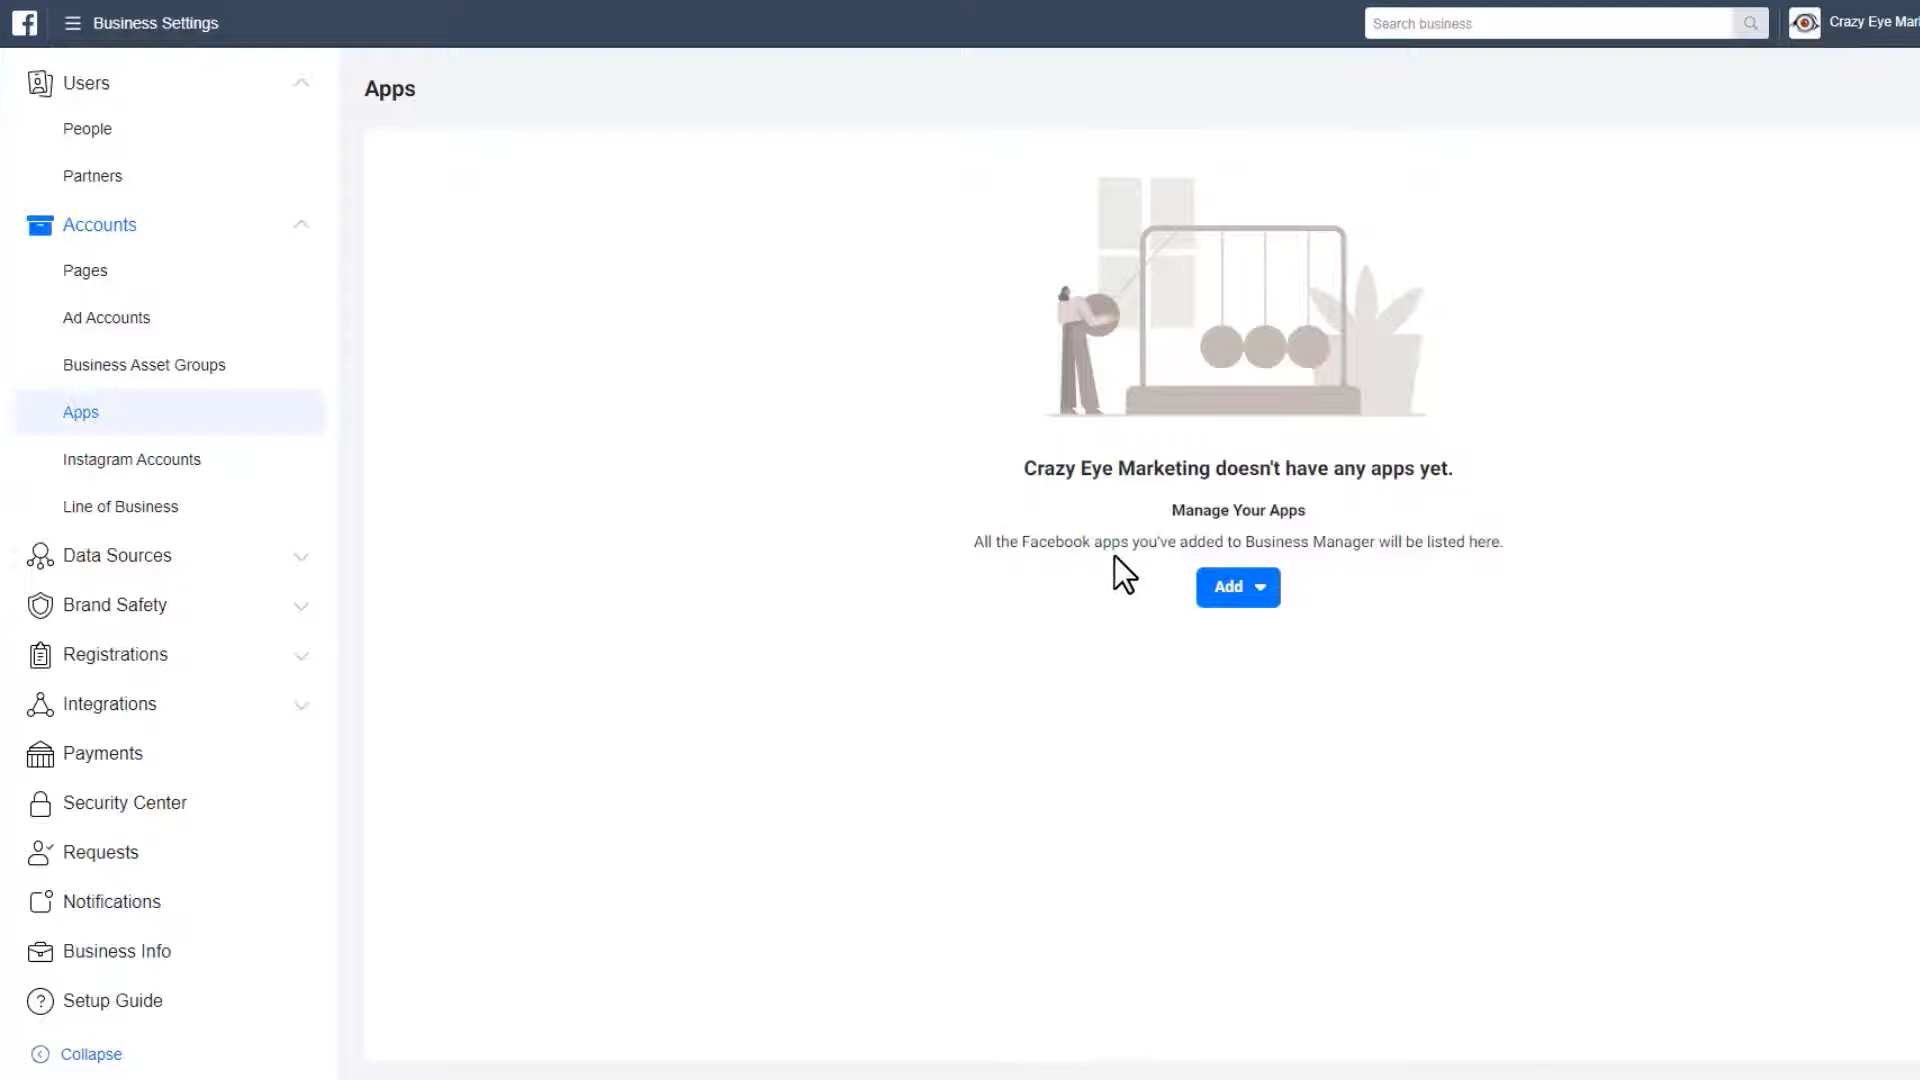 Business Settings
Search business
Crazy Eye Mar
Users
People
Partners
Accounts
Pages
Ad Accounts
Business Asset Groups
Apps
Instagram Accounts
Line of Business
Data Sources
Brand Safety
Registrations
Integrations
Payments
Security Center
Requests
Notifications
Business Info
Setup Guide
Collapse
Apps
Crazy Eye Marketing doesn't have any apps yet.
Manage Your Apps
All the Facebook apps you've added to Business Manager will be listed here.
Add